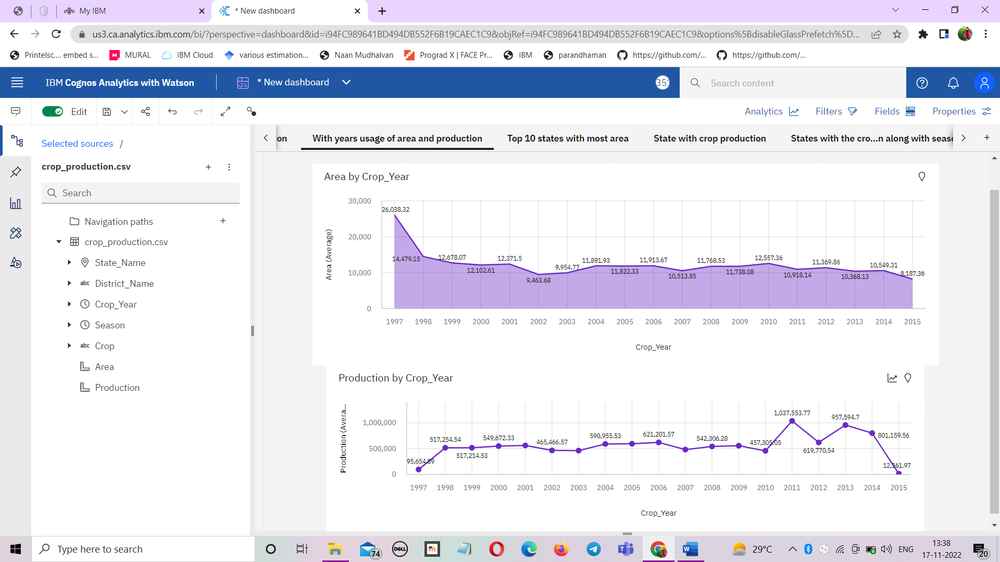 My IBM
* New dashboard
us3.ca.analytics.ibm.com/bi/?perspective=dashboard&id=i94FC989641BD494DB552F6B19CAEC1C9&objRef=i94FC989641BD494DB552F6B19CAEC1C9&options%5BdisableGlassPrefetch%5D...
Printelsc.... embed s...
MURAL
IBM Cloud
various estimation...
Naan Mudhalvan
Prograd X | FACE Pr...
IBM
parandhaman
https://github.com/...
https://github.com/...
IBM Cognos Analytics with Watson
* New dashboard
351
Search content
Edit
Analytics
Filters
Fields
Properties
Selected sources /
ion
With years usage of area and production
Top 10 states with most area
State with crop production
States with the cro...n along with seaso
crop_production.csv
Search
Navigation paths
crop_production.csv
State_Name
abc District_Name
Crop_Year
Season
abc Crop
Area
Production
Area by Crop_Year
Area (Average)
30,000
20,000
10,000
0
26,038.32
14,479.15
12,678.07
12,102.61
12,371.5
9,463.68
9,954.77
11,891.93
11,822.33
11,913.67
10,513.85
11,768.53
11,738.08
12,557.36
10,918.14
11,369.86
10,368.13
10,549.31
8,187.36
1997 1998 1999 2000 2001 2002 2003 2004 2005 2006 2007 2008 2009 2010 2011 2012 2013 2014 2015
Crop_Year
Production by Crop_Year
Production (Avera...
1,000,000
500,000
0
95,654.89
517,254.54
517,214.53
549,672.33
465,466.57
590,955.53
621,201.57
542,306.28
457,305.05
1,037,553.77
619,770.54
957,594.7
801,159.56
12,361.97
1997 1998 1999 2000 2001 2002 2003 2004 2005 2006 2007 2008 2009 2010 2011 2012 2013 2014 2015
Crop_Year
Type here to search
74
DELL
m
W
29°C
ENG
13:38
17-11-2022
20